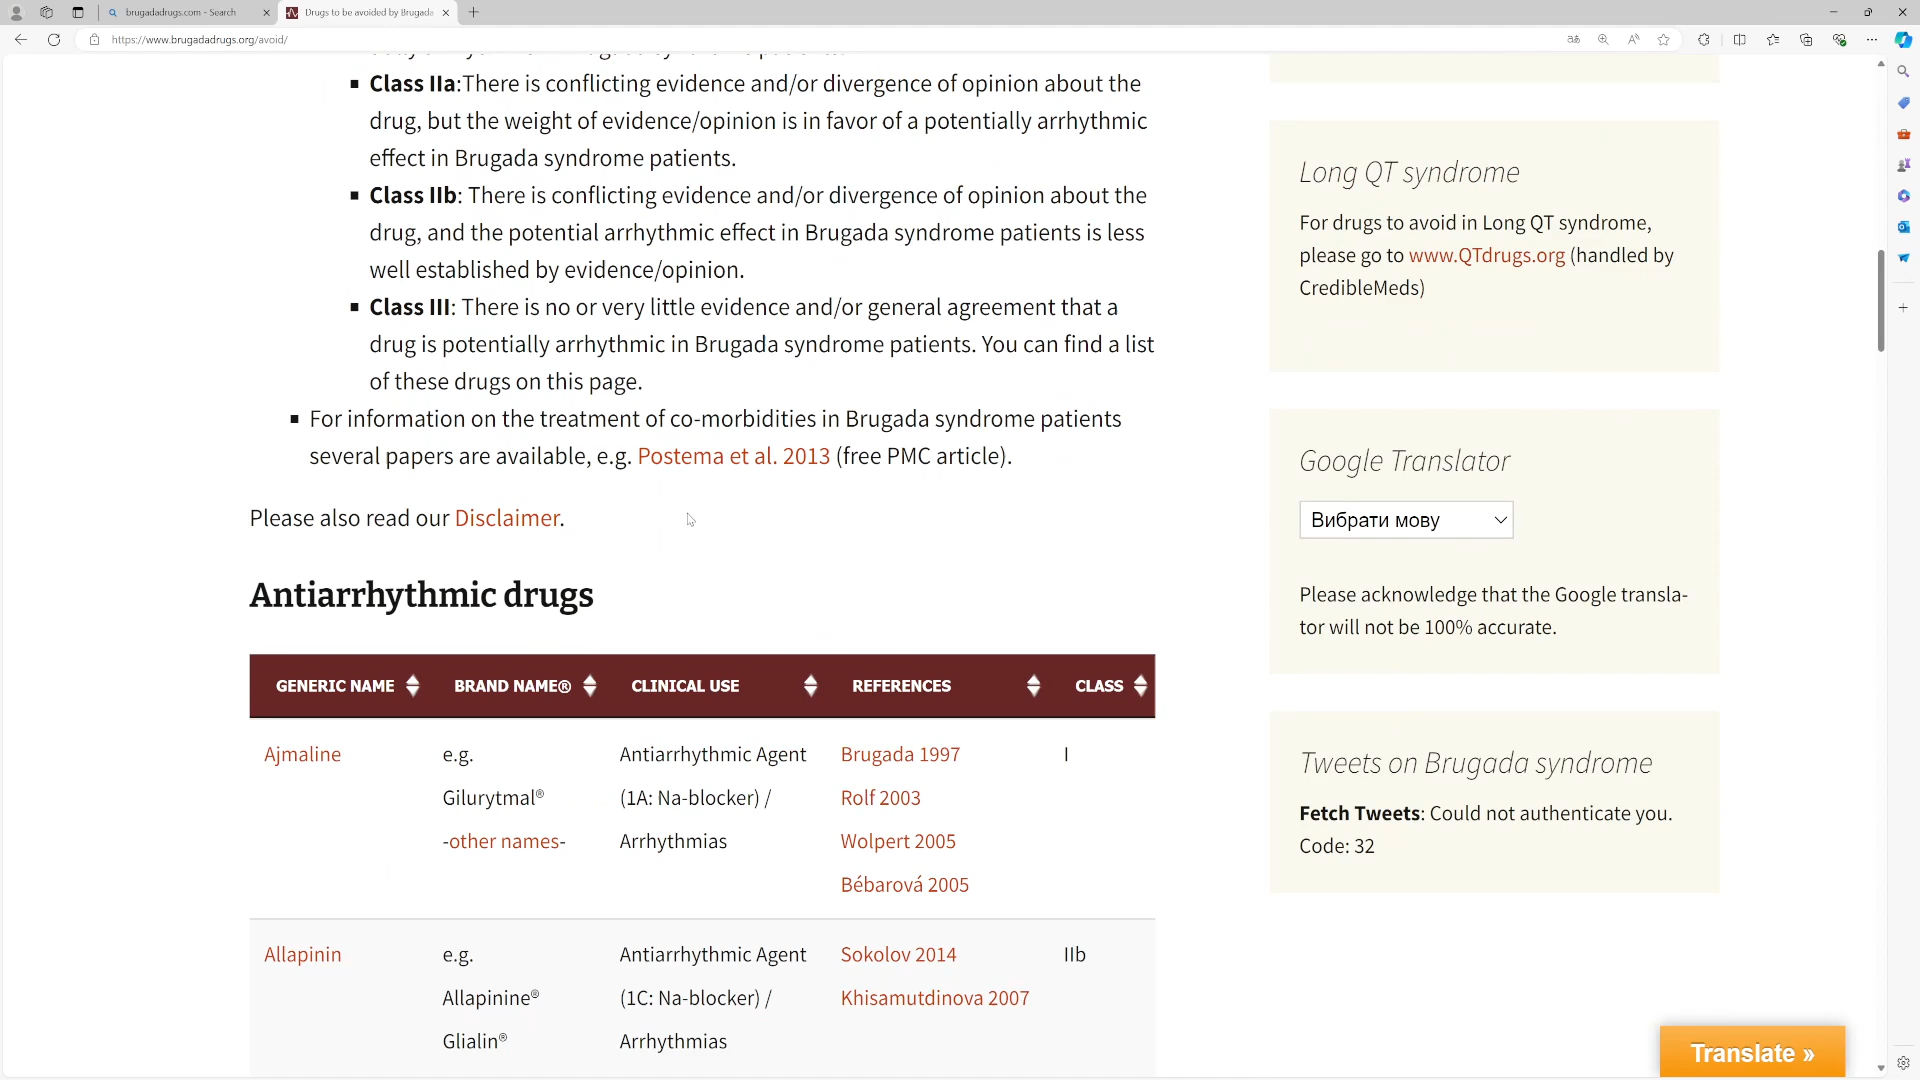 brugadadrugs.com - Search
Drugs to be avoided by Brugada
https://www.brugadadrugs.org/avoid/
Class IIa:There is conflicting evidence and/or divergence of opinion about the
drug, but the weight of evidence/opinion is in favor of a potentially arrhythmic
effect in Brugada syndrome patients.
Class IIb: There is conflicting evidence and/or divergence of opinion about the
drug, and the potential arrhythmic effect in Brugada syndrome patients is less
well established by evidence/opinion.
Class III: There is no or very little evidence and/or general agreement that a
drug is potentially arrhythmic in Brugada syndrome patients. You can find a list
of these drugs on this page.
For information on the treatment of co-morbidities in Brugada syndrome patients
several papers are available, e.g. Postema et al. 2013 (free PMC article).
Please also read our Disclaimer.
Antiarrhythmic drugs
GENERIC NAME BRAND NAME® CLINICAL USE REFERENCES CLASS
Ajmaline e.g. Antiarrhythmic Agent Brugada 1997 I
Gilurytmal® (1A: Na-blocker) / Rolf 2003
-other names- Arrhythmias Wolpert 2005
Bébarová 2005
Allapinin e.g. Antiarrhythmic Agent Sokolov 2014 IIb
Allapinine® (1C: Na-blocker) / Khisamutdinova 2007
Glialin® Arrhythmias
Long QT syndrome
For drugs to avoid in Long QT syndrome,
please go to www.QTdrugs.org (handled by
CredibleMeds)
Google Translator
Вибрати мову
Please acknowledge that the Google transla-
tor will not be 100% accurate.
Tweets on Brugada syndrome
Fetch Tweets: Could not authenticate you.
Code: 32
Translate »